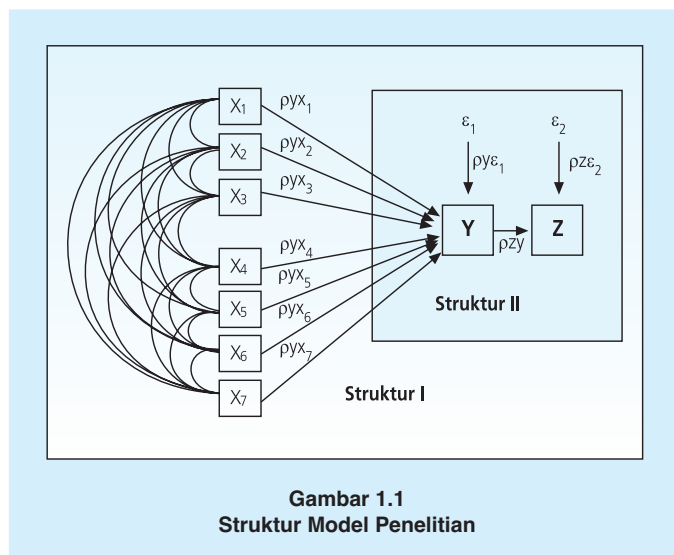 X1
ρyx1
X2
ρyx2
X3
ρyx3
X4
ρyx4
X5
ρyx5
X6
ρyx6
X7
ρyx7
ε1
ε2
ρyε1
ρzε2
Y
ρzy
Z
Struktur II
Struktur I
Gambar 1.1
Struktur Model Penelitian